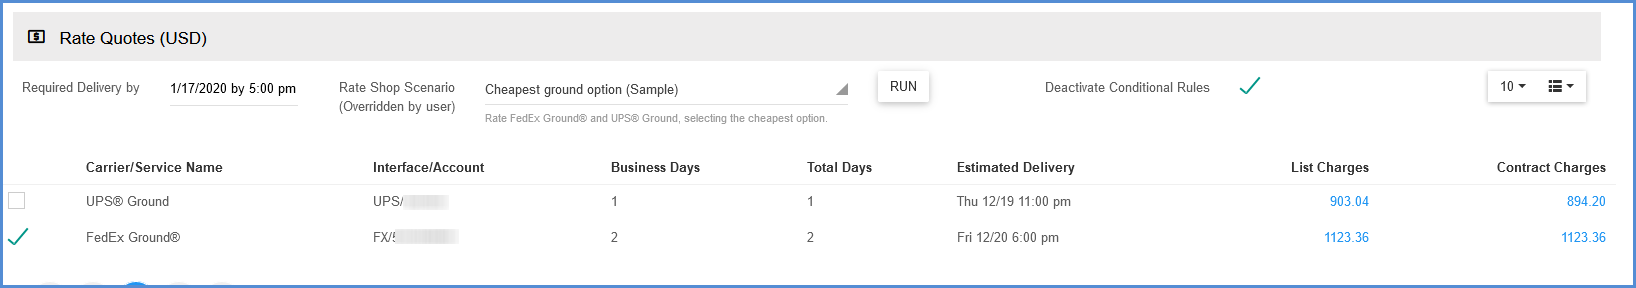 Rate Quotes (USD)
Required Delivery by 1/17/2020 by 5:00 pm Rate Shop Scenario (Overridden by user) Cheapest ground option (Sample) RUN Deactivate Conditional Rules 10
Rate FedEx Ground® and UPS® Ground, selecting the cheapest option.
Carrier/Service Name Interface/Account Business Days Total Days Estimated Delivery List Charges Contract Charges
UPS® Ground UPS/ 1 1 Thu 12/19 11:00 pm 903.04 894.20
FedEx Ground® FX/ 2 2 Fri 12/20 6:00 pm 1123.36 1123.36